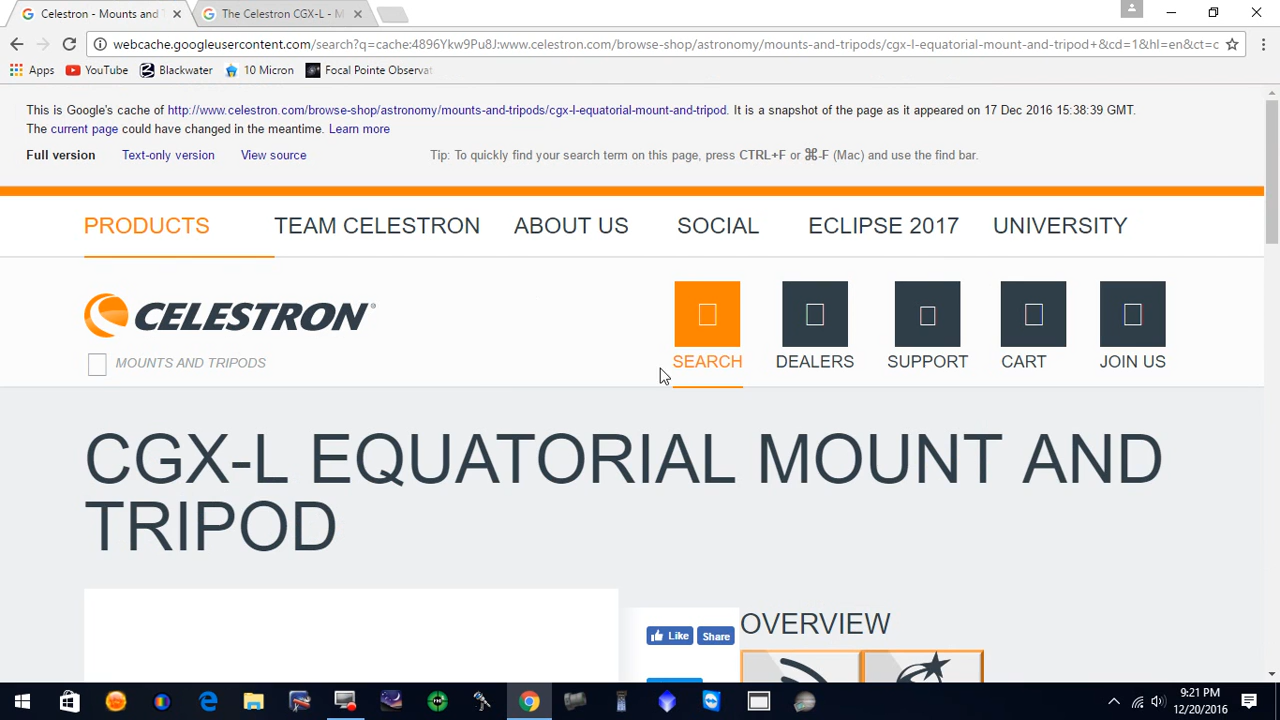 Celestron - Mounts and
The Celestron CGX-L - M
webcache.googleusercontent.com/search?q=cache:4896Ykw9Pu8J:www.celestron.com/browse-shop/astronomy/mounts-and-tripods/cgx-l-equatorial-mount-and-tripod+&cd=1&hl=en&ct=c
Apps YouTube Blackwater 10 Micron Focal Pointe Observat
This is Google's cache of http://www.celestron.com/browse-shop/astronomy/mounts-and-tripods/cgx-l-equatorial-mount-and-tripod. It is a snapshot of the page as it appeared on 17 Dec 2016 15:38:39 GMT.
The current page could have changed in the meantime. Learn more
Full version Text-only version View source Tip: To quickly find your search term on this page, press CTRL+F or ⌘-F (Mac) and use the find bar.
PRODUCTS TEAM CELESTRON ABOUT US SOCIAL ECLIPSE 2017 UNIVERSITY
CELESTRON®
MOUNTS AND TRIPODS
SEARCH DEALERS SUPPORT CART JOIN US
CGX-L EQUATORIAL MOUNT AND
TRIPOD
Like Share
OVERVIEW
9:21 PM
12/20/2016